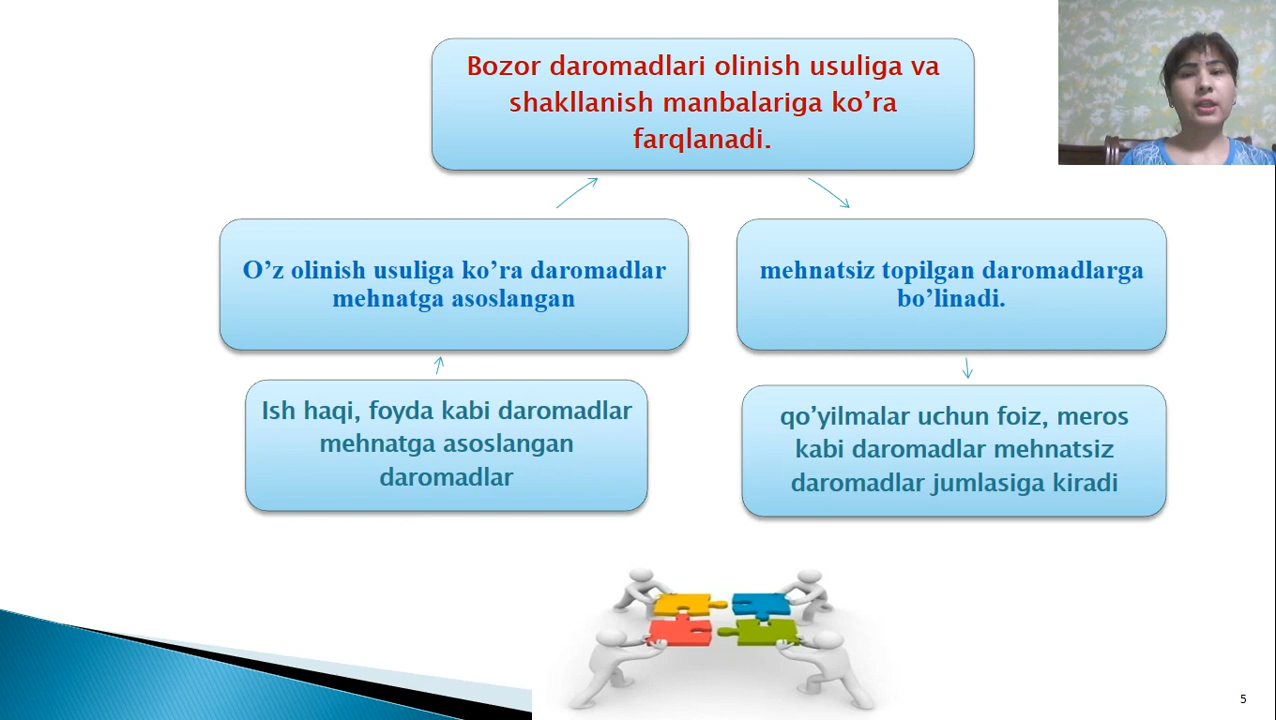 Bozor daromadlari olinish usuliga va
shakllanish manbalariga ko’ra
farqlanadi.
O’z olinish usuliga ko’ra daromadlar
mehnatga asoslangan
mehnatsiz topilgan daromadlarga
bo’linadi.
Ish haqi, foyda kabi daromadlar
mehnatga asoslangan
daromadlar
qo’yilmalar uchun foiz, meros
kabi daromadlar mehnatsiz
daromadlar jumlasiga kiradi
5